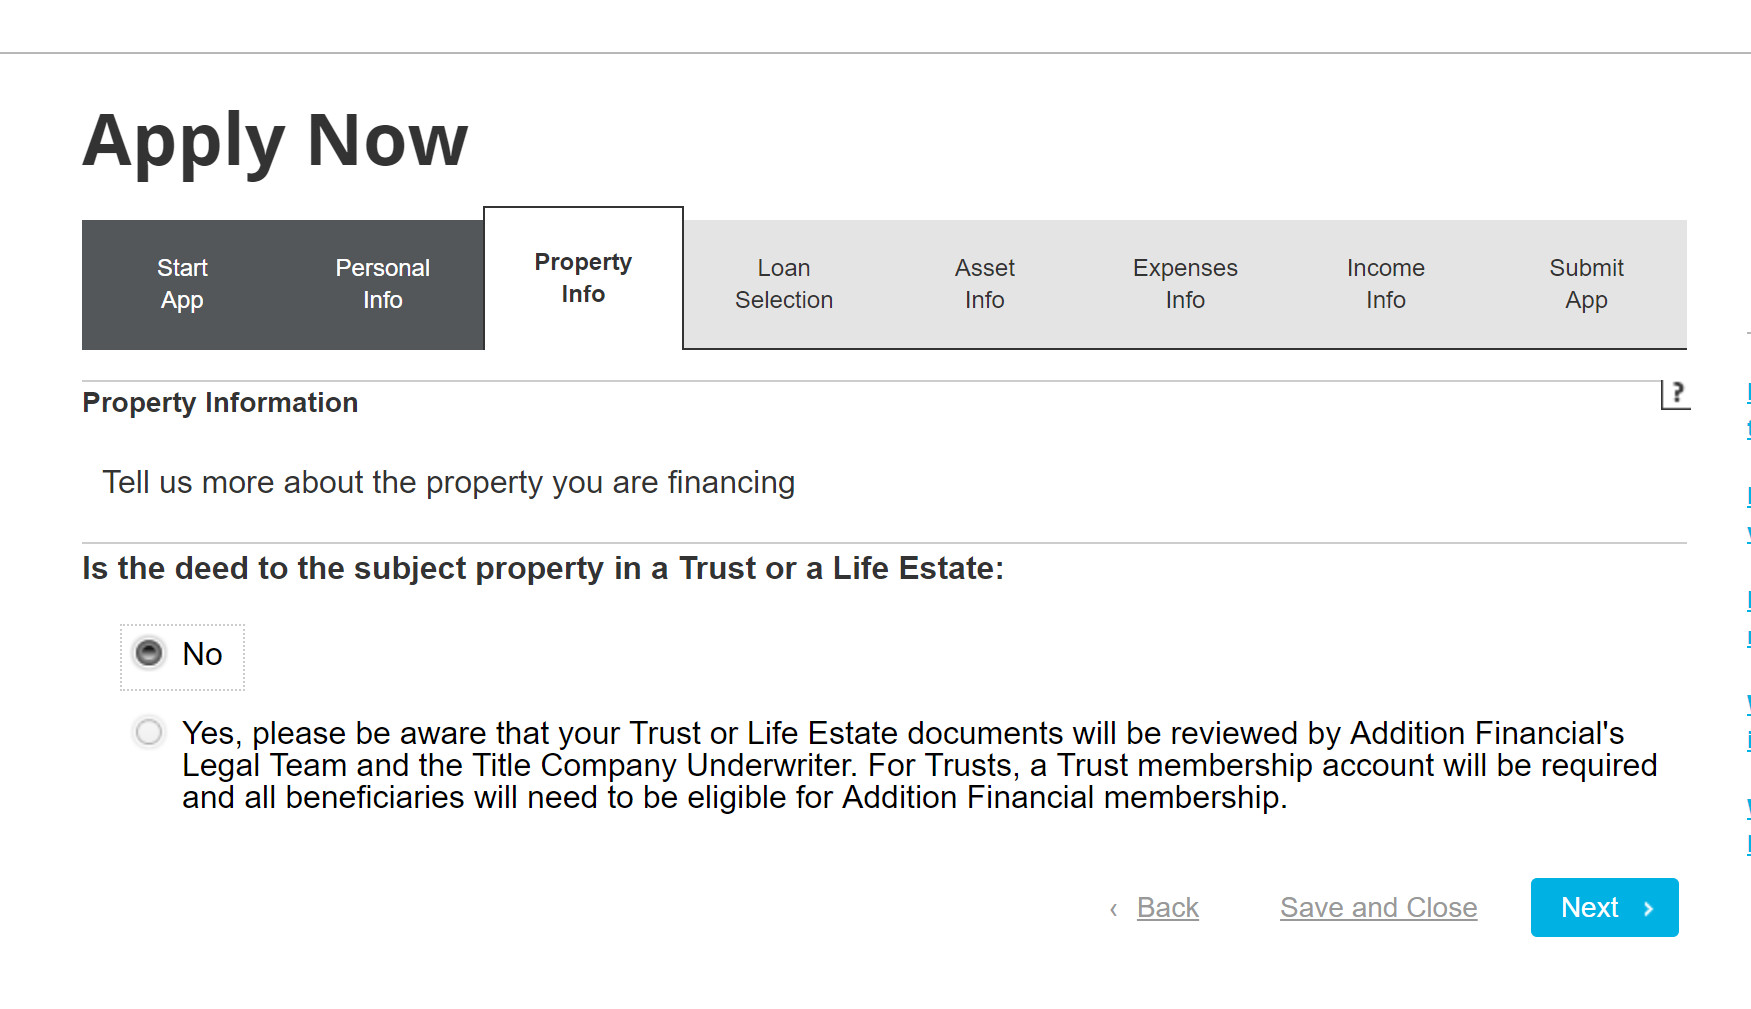 Apply Now
Start
App
Personal
Info
Property
Info
Loan
Selection
Asset
Info
Expenses
Info
Income
Info
Submit
App
Property Information
?
Tell us more about the property you are financing
Is the deed to the subject property in a Trust or a Life Estate:
No
Yes, please be aware that your Trust or Life Estate documents will be reviewed by Addition Financial's
Legal Team and the Title Company Underwriter. For Trusts, a Trust membership account will be required
and all beneficiaries will need to be eligible for Addition Financial membership.
‹ Back
Save and Close
Next ›